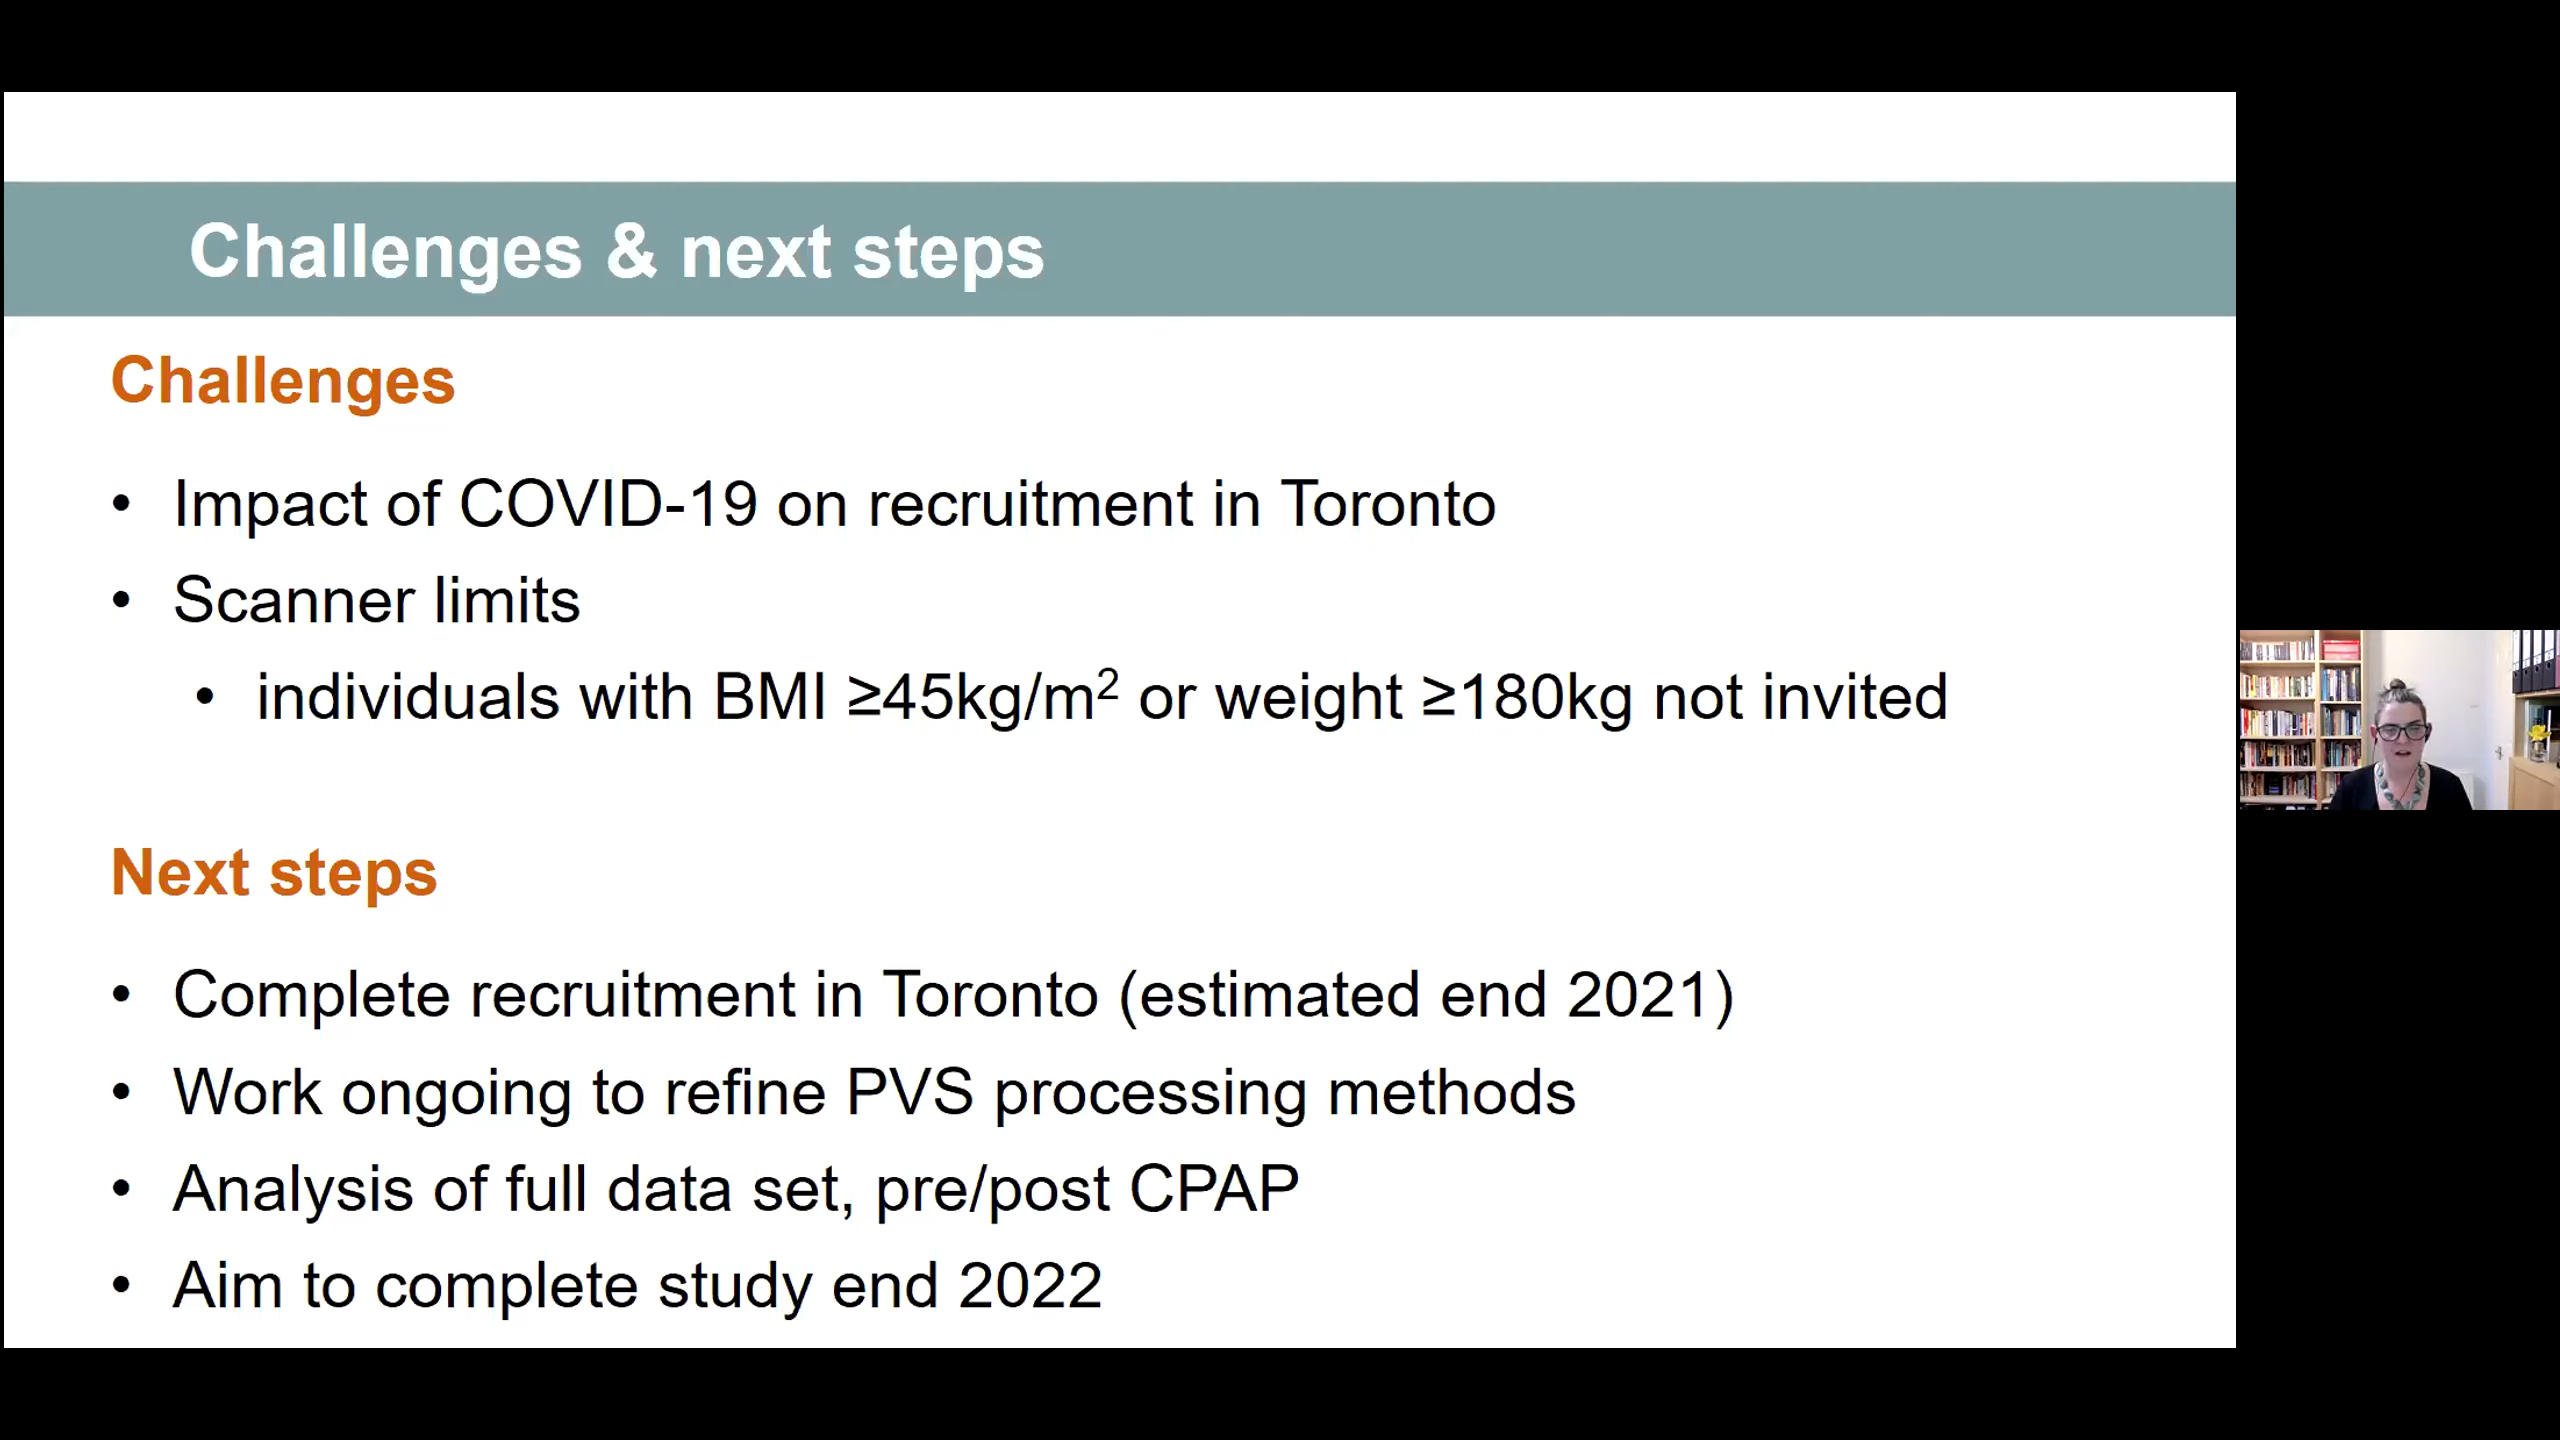 Challenges & next steps
Challenges
• Impact of COVID-19 on recruitment in Toronto
• Scanner limits
• individuals with BMI ≥45kg/m² or weight ≥180kg not invited
Next steps
• Complete recruitment in Toronto (estimated end 2021)
• Work ongoing to refine PVS processing methods
• Analysis of full data set, pre/post CPAP
• Aim to complete study end 2022